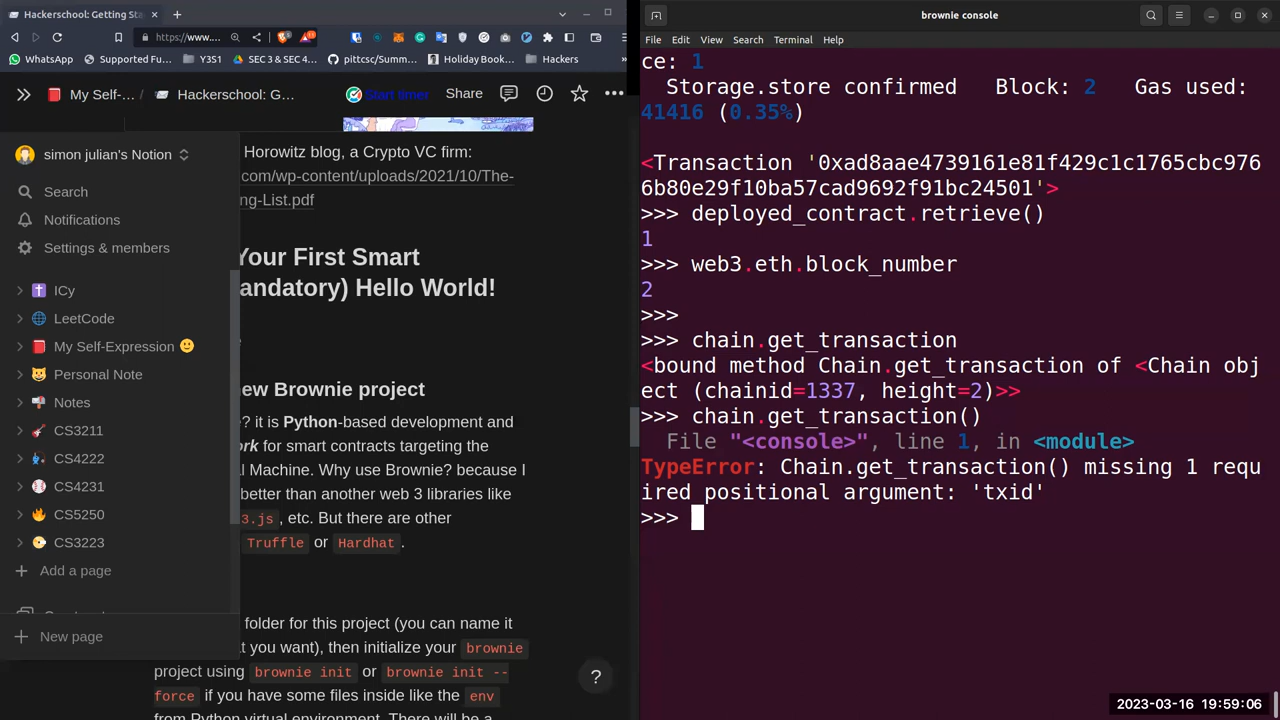 Hackerschool: Getting Sta
https://www....
WhatsApp
Supported Fu...
Y3S1
SEC 3 & SEC 4...
pittcsc/Summ...
Holiday Book...
Hackers
My Self-... / Hackerschool: G...
Start timer
Share
simon julian's Notion
Search
Notifications
Settings & members
ICy
LeetCode
My Self-Expression 🙂
Personal Note
Notes
CS3211
CS4222
CS4231
CS5250
CS3223
Add a page
New page
Horowitz blog, a Crypto VC firm:
com/wp-content/uploads/2021/10/The-
ng-List.pdf
Your First Smart
andatory) Hello World!
new Brownie project
? it is Python-based development and
rk for smart contracts targeting the
al Machine. Why use Brownie? because I
better than another web 3 libraries like
3.js, etc. But there are other
Truffle or Hardhat.
folder for this project (you can name it
t you want), then initialize your brownie
project using brownie init or brownie init --
force if you have some files inside like the env
from Python virtual environment. There will be a
?
brownie console
File Edit View Search Terminal Help
ce: 1
Storage.store confirmed Block: 2 Gas used:
41416 (0.35%)
<Transaction '0xad8aae4739161e81f429c1c1765cbc976
6b80e29f10ba57cad9692f91bc24501'>
>>> deployed_contract.retrieve()
1
>>> web3.eth.block_number
2
>>>
>>> chain.get_transaction
<bound method Chain.get_transaction of <Chain obj
ect (chainid=1337, height=2)>>
>>> chain.get_transaction()
File "<console>", line 1, in <module>
TypeError: Chain.get_transaction() missing 1 requ
ired positional argument: 'txid'
>>>
2023-03-16 19:59:06